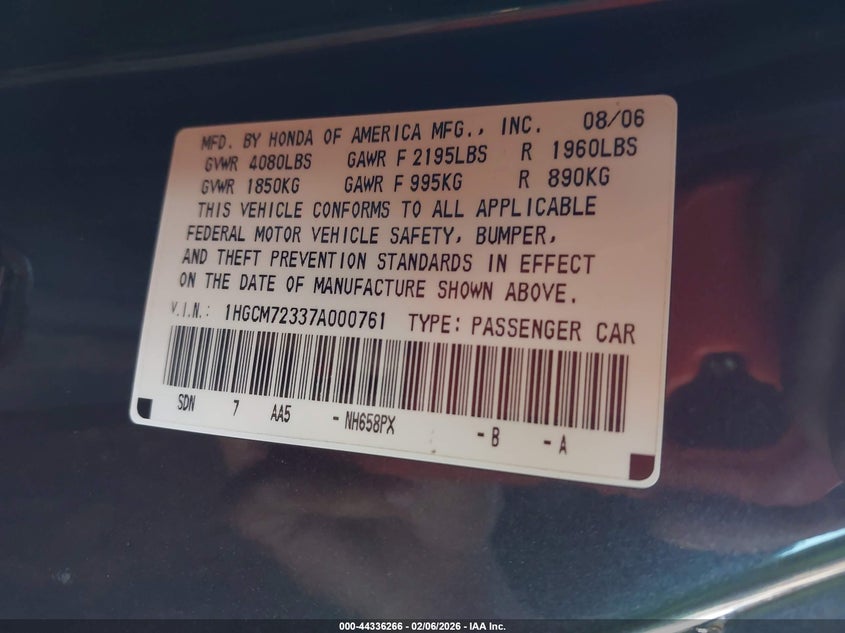 MFD. BY HONDA OF AMERICA MFG., INC. 08/06
GVWR 4080LBS GAWR F 2195LBS R 1960LBS
GVWR 1850KG GAWR F 995KG R 890KG
THIS VEHICLE CONFORMS TO ALL APPLICABLE
FEDERAL MOTOR VEHICLE SAFETY, BUMPER,
AND THEFT PREVENTION STANDARDS IN EFFECT
ON THE DATE OF MANUFACTURE SHOWN ABOVE.
V.I.N.: 1HGCM72337A000761 TYPE: PASSENGER CAR
SDN 7 AA5 - NH658PX - B - A
000-44336266 - 02/06/2026 - IAA Inc.